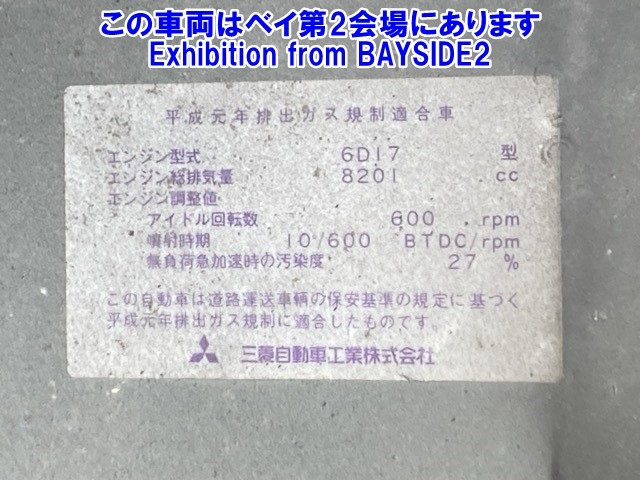 この車両はベイ第2会場にあります
Exhibition from BAYSIDE2
平成元年排出ガス規制適合車
エンジン型式 6D17 型
エンジン総排気量 8201 cc
エンジン調整値
アイドル回転数 600 rpm
噴射時期 10/600 BTDC/rpm
無負荷急加速時の汚染度 27 %
この自動車は道路運送車輌の保安基準の規定に基づく
平成元年排出ガス規制に適合したものです。
三菱自動車工業株式会社